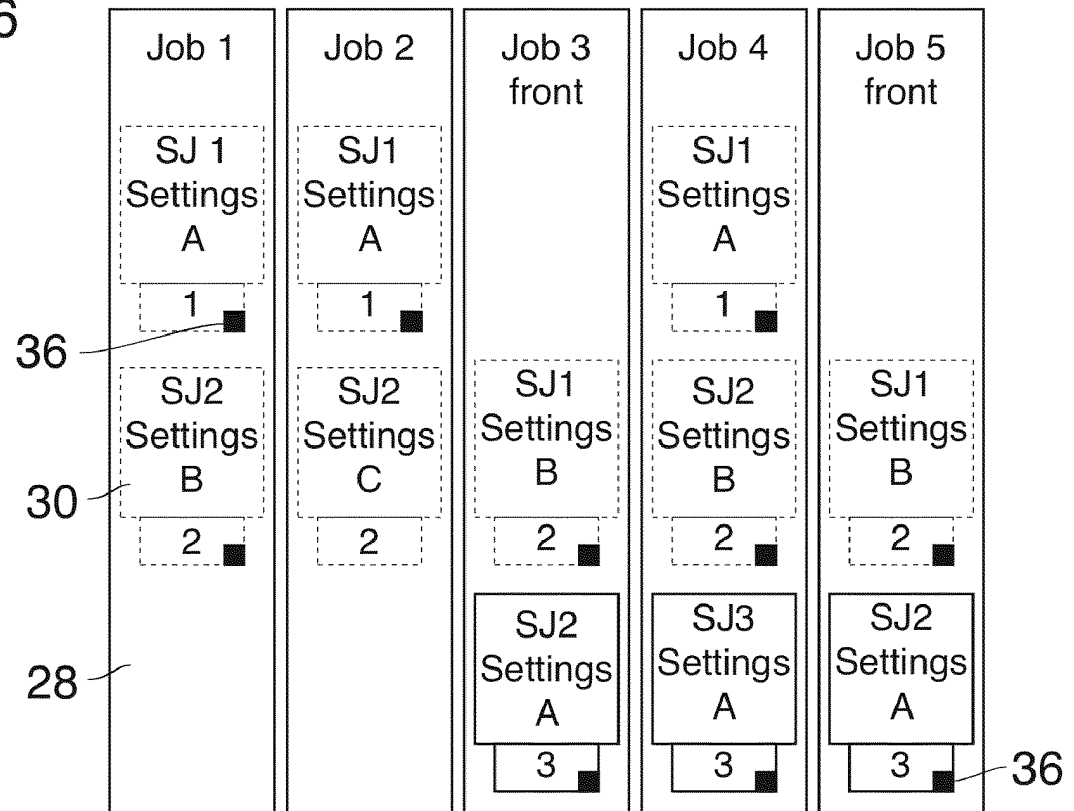 6
Job 1
SJ 1
Settings
A
1
36
SJ2
Settings
B
30
2
28
Job 2
SJ1
Settings
A
1
SJ2
Settings
C
2
Job 3
front
SJ1
Settings
B
2
SJ2
Settings
A
3
Job 4
SJ1
Settings
A
1
SJ2
Settings
B
2
SJ3
Settings
A
3
Job 5
front
SJ1
Settings
B
2
SJ2
Settings
A
3
36